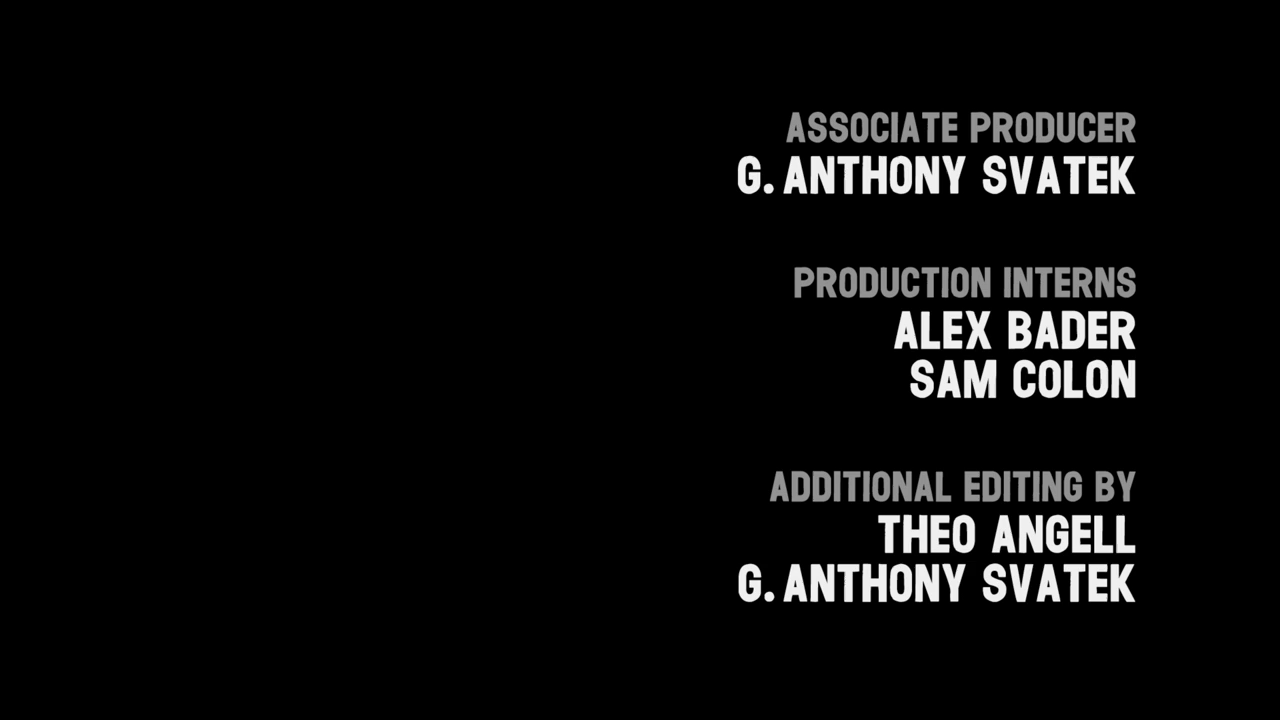 ASSOCIATE PRODUCER
G. ANTHONY SVATEK
PRODUCTION INTERNS
ALEX BADER
SAM COLON
ADDITIONAL EDITING BY
THEO ANGELL
G. ANTHONY SVATEK